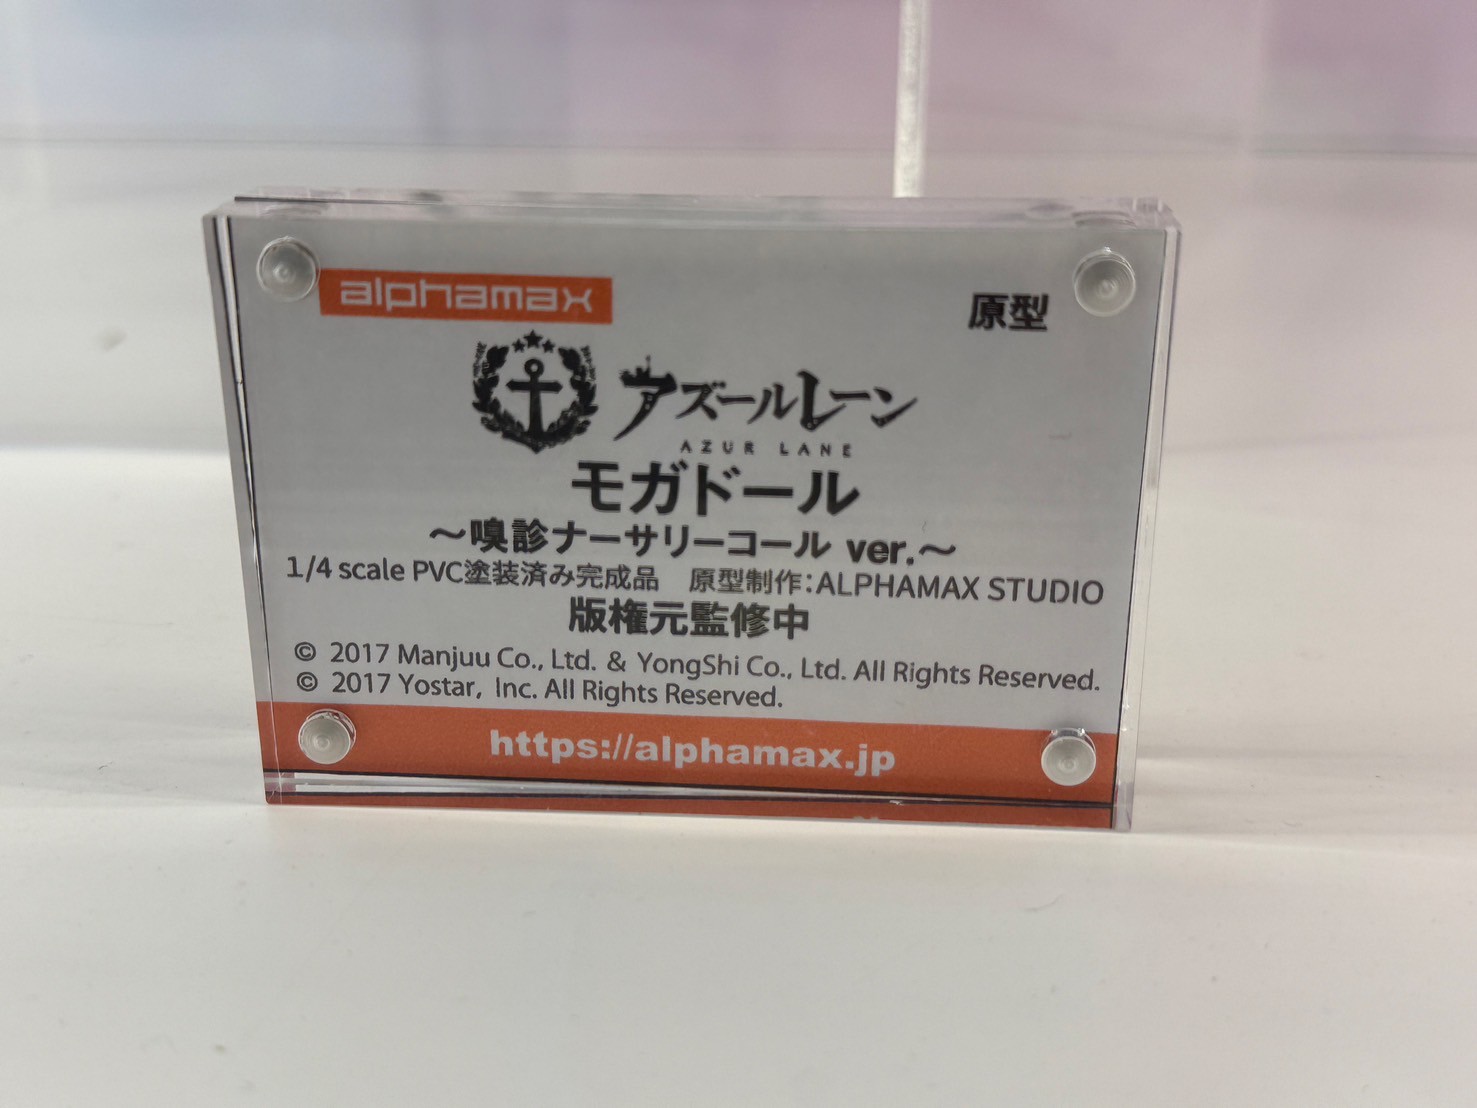 alphamax
原型
アズールレーン
AZUR LANE
モガドール
～嗅診ナーサリーコール ver.～
1/4 scale PVC塗装済み完成品 原型制作:ALPHAMAX STUDIO
版権元監修中
© 2017 Manjuu Co., Ltd. & YongShi Co., Ltd. All Rights Reserved.
© 2017 Yostar, Inc. All Rights Reserved.
https://alphamax.jp